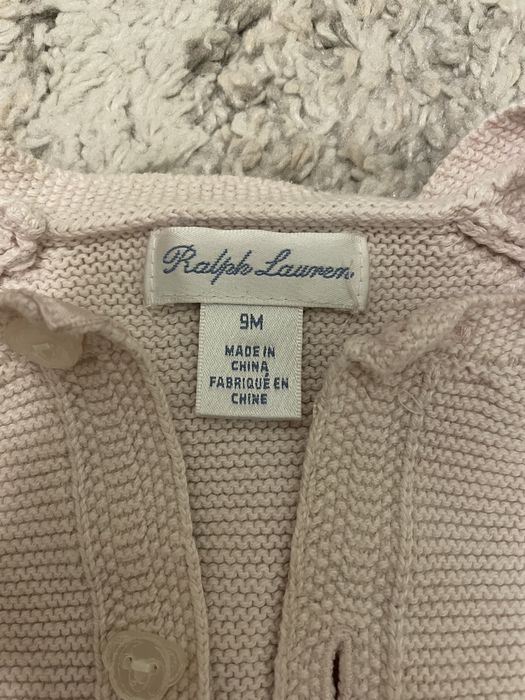 Ralph Lauren
9M
MADE IN
CHINA
FABRIQUÉ EN
CHINE